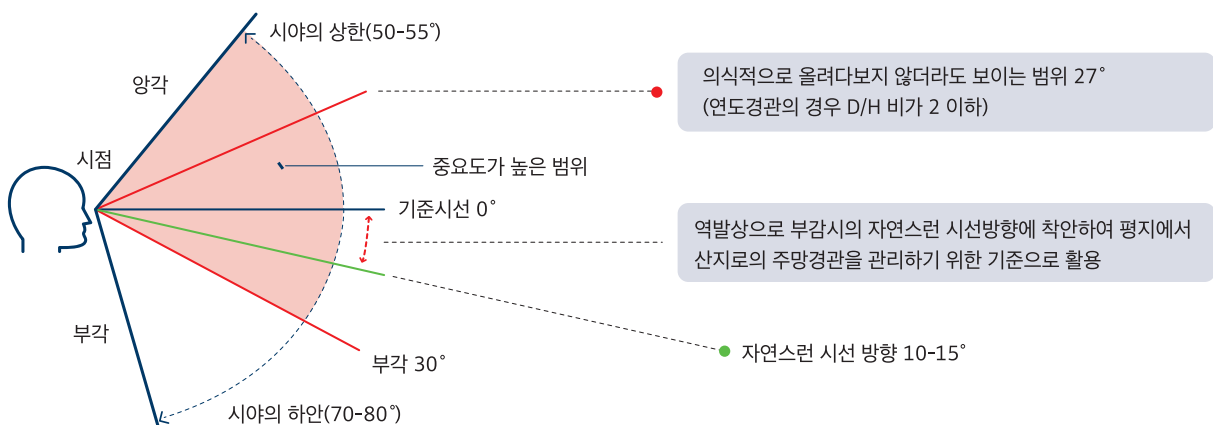 시야의 상한(50-55˚)
앙각
의식적으로 올려다보지 않더라도 보이는 범위 27˚
(연도경관의 경우 D/H 비가 2 이하)
시점
중요도가 높은 범위
기준시선 0˚
역발상으로 부감시의 자연스런 시선방향에 착안하여 평지에서
산지로의 주망경관을 관리하기 위한 기준으로 활용
부각
부각 30˚
자연스런 시선 방향 10-15˚
시야의 하안(70-80˚)